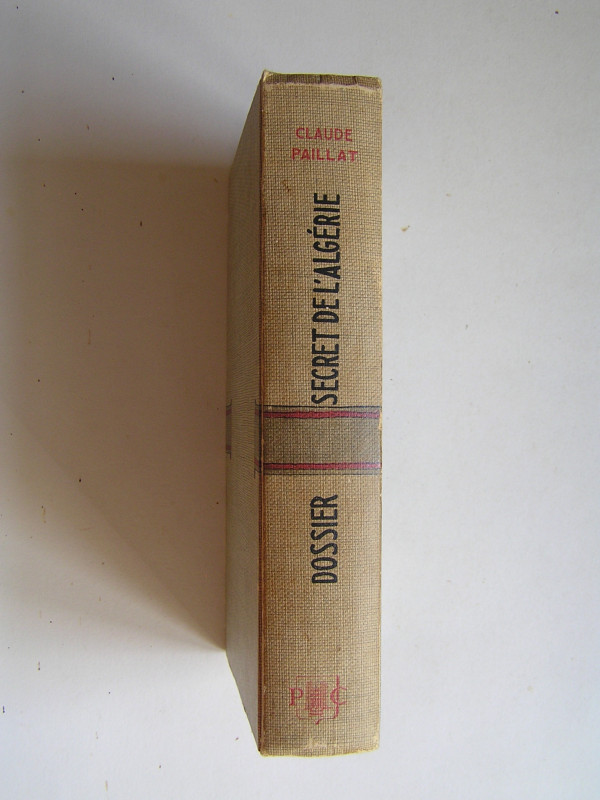 CLAUDE
PAILLAT
DOSSIER SECRET DE L'ALGÉRIE
P C